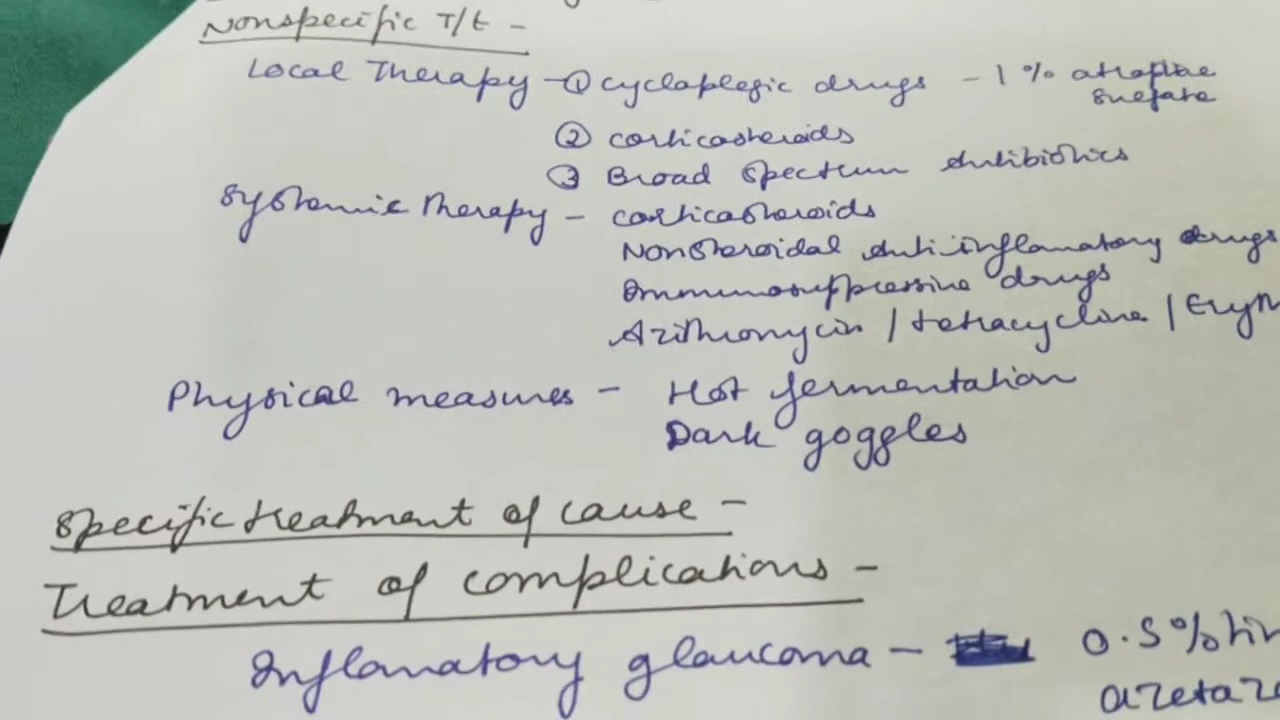 Nonspecific T/t -
Local Therapy - ① cycloplegic drugs - 1 % atropine
sulfate
② corticosteroids
③ Broad spectrum Antibiotics
Systemic Therapy - corticosteroids
Nonsteroidal Anti inflamatory drugs
Immunosuppressive drugs
Azithromycin / tetracycline / Eryth
Physical measures - Hot fermentation
Dark goggles
Specific treatment of cause -
Treatment of complications -
Inflamatory glaucoma - 0.5%